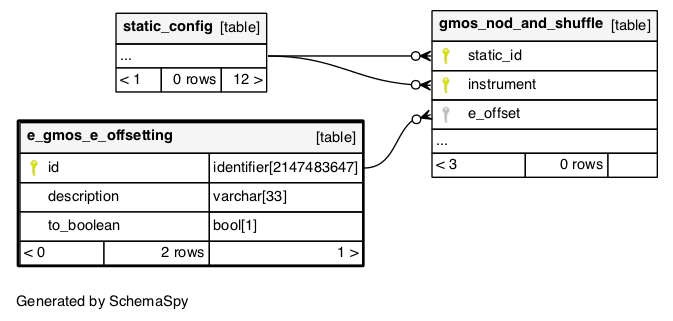 static_config [table]
...
< 1 0 rows 12 >
gmos_nod_and_shuffle [table]
static_id
instrument
e_offset
...
< 3 0 rows
e_gmos_e_offsetting [table]
id identifier[2147483647]
description varchar[33]
to_boolean bool[1]
< 0 2 rows 1 >
Generated by SchemaSpy